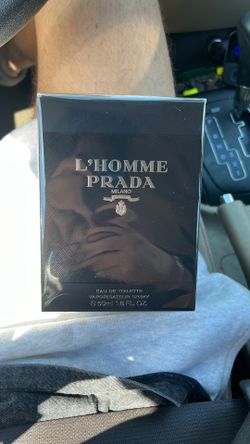 L'HOMME
PRADA
MILANO
EAU DE TOILETTE
VAPORISATEUR SPRAY
50ml 1.6 FL. OZ.